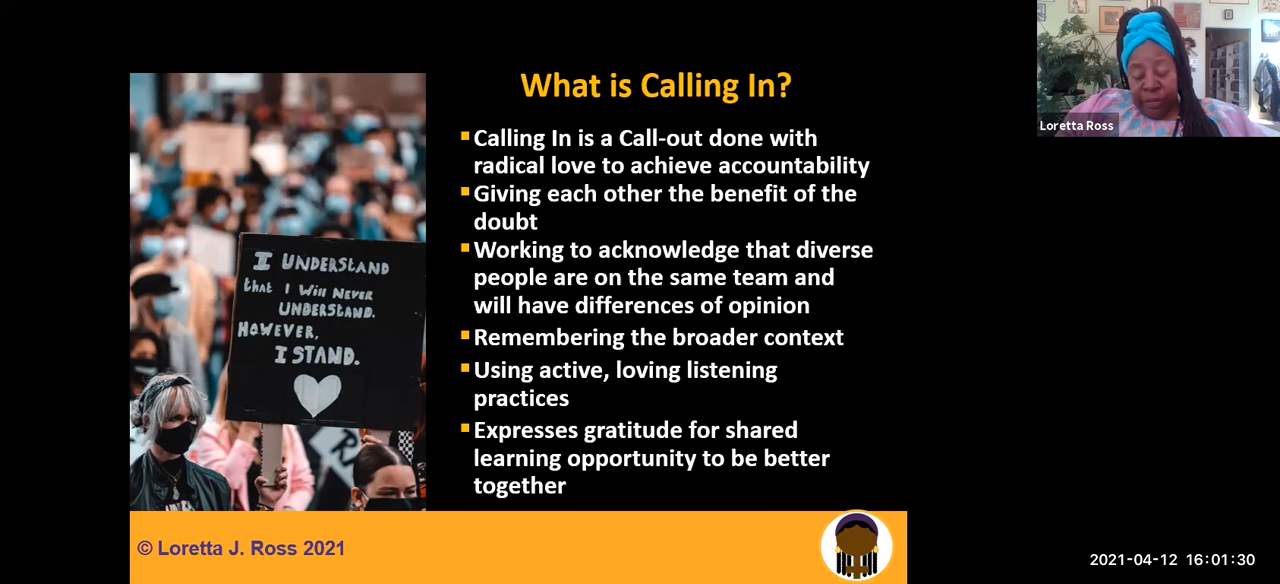 What is Calling In?
Calling In is a Call-out done with
radical love to achieve accountability
Giving each other the benefit of the
doubt
Working to acknowledge that diverse
people are on the same team and
will have differences of opinion
Remembering the broader context
Using active, loving listening
practices
Expresses gratitude for shared
learning opportunity to be better
together
I UNDERSTAND
that I WILL NEVER
UNDERSTAND.
HOWEVER,
I STAND.
© Loretta J. Ross 2021
Loretta Ross
2021-04-12 16:01:30